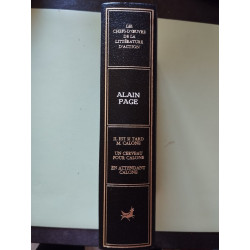 LES
CHEFS-D'ŒUVRE
DE LA
LITTÉRATURE
D'ACTION
ALAIN
PAGE
IL EST SI TARD
M. CALONE
UN CERVEAU
POUR CALONE
EN ATTENDANT
CALONE